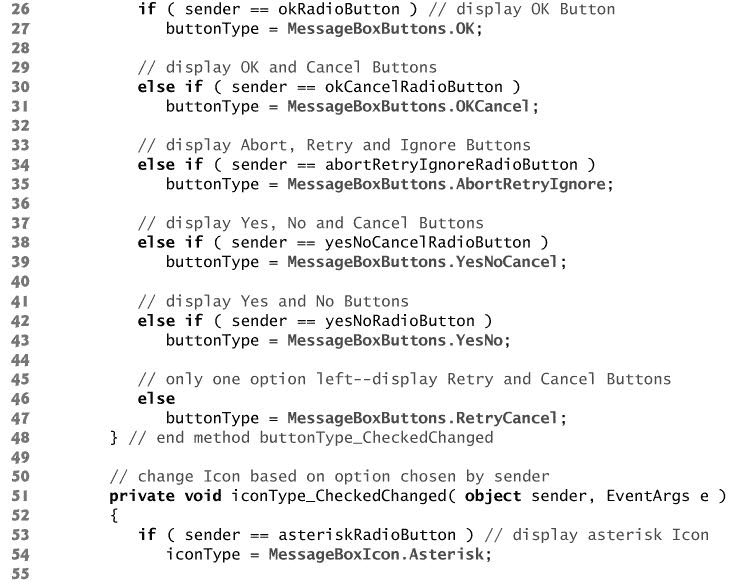 26 if ( sender == okRadioButton ) // display OK Button
27 buttonType = MessageBoxButtons.OK;
28
29 // display OK and Cancel Buttons
30 else if ( sender == okCancelRadioButton )
31 buttonType = MessageBoxButtons.OKCancel;
32
33 // display Abort, Retry and Ignore Buttons
34 else if ( sender == abortRetryIgnoreRadioButton )
35 buttonType = MessageBoxButtons.AbortRetryIgnore;
36
37 // display Yes, No and Cancel Buttons
38 else if ( sender == yesNoCancelRadioButton )
39 buttonType = MessageBoxButtons.YesNoCancel;
40
41 // display Yes and No Buttons
42 else if ( sender == yesNoRadioButton )
43 buttonType = MessageBoxButtons.YesNo;
44
45 // only one option left--display Retry and Cancel Buttons
46 else
47 buttonType = MessageBoxButtons.RetryCancel;
48 } // end method buttonType_CheckedChanged
49
50 // change Icon based on option chosen by sender
51 private void iconType_CheckedChanged( object sender, EventArgs e )
52 {
53 if ( sender == asteriskRadioButton ) // display asterisk Icon
54 iconType = MessageBoxIcon.Asterisk;
55